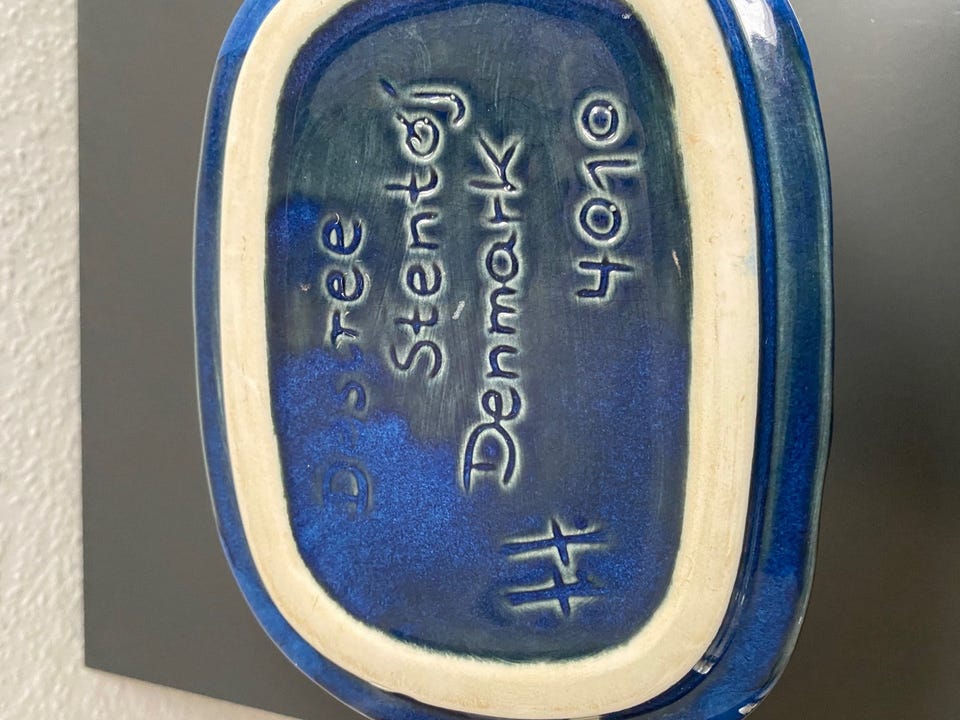 Desiree
Stentøj
Denmark
4010